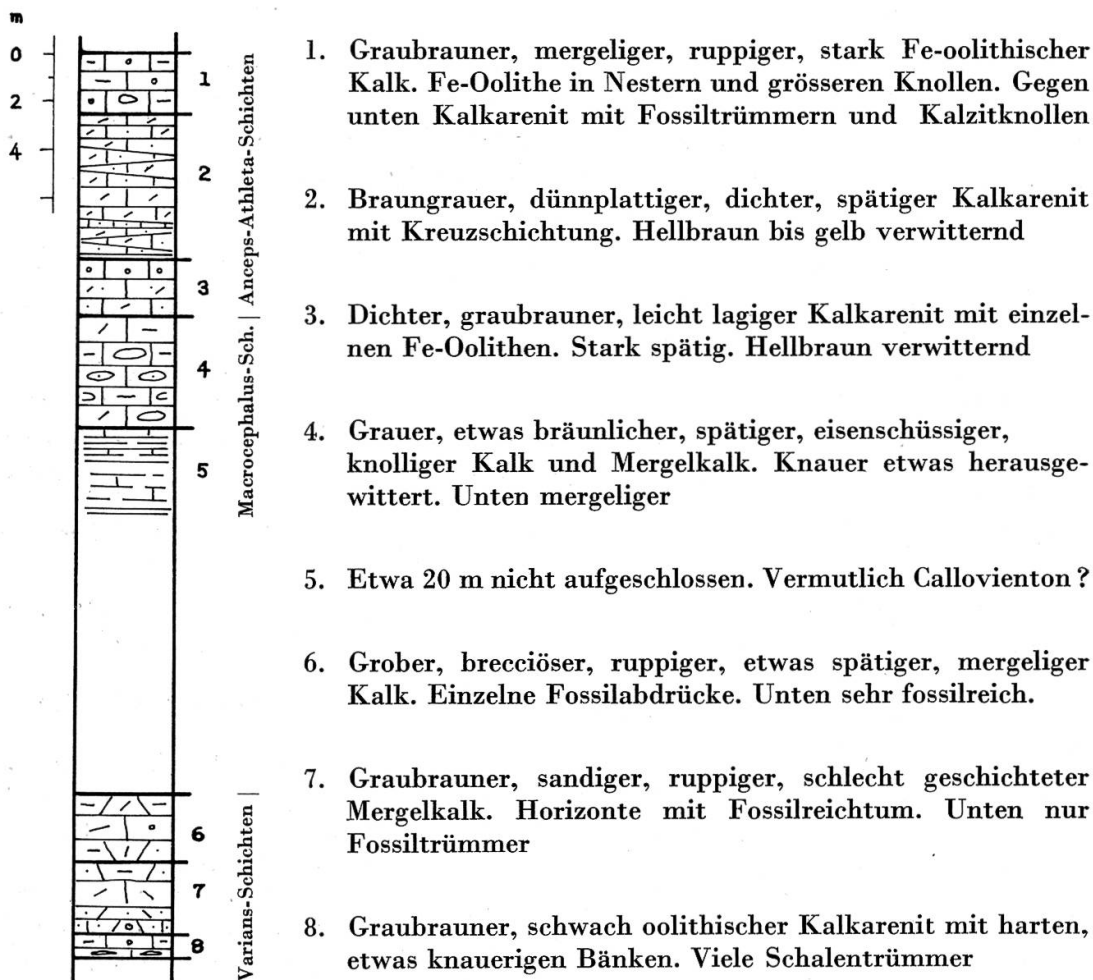 m
0
2
4
1
2
3
4
5
6
7
8
Anceps-Athleta-Schichten
Macrocephalus-Sch. |
Varians-Schichten |
1. Graubrauner, mergeliger, ruppiger, stark Fe-oolithischer
Kalk. Fe-Oolithe in Nestern und grösseren Knollen. Gegen
unten Kalkarenit mit Fossiltrümmern und Kalzitknollen
2. Braungrauer, dünnplattiger, dichter, spätiger Kalkarenit
mit Kreuzschichtung. Hellbraun bis gelb verwitternd
3. Dichter, graubrauner, leicht lagiger Kalkarenit mit einzel-
nen Fe-Oolithen. Stark spätig. Hellbraun verwitternd
4. Grauer, etwas bräunlicher, spätiger, eisenschüssiger,
knolliger Kalk und Mergelkalk. Knauer etwas herausge-
wittert. Unten mergeliger
5. Etwa 20 m nicht aufgeschlossen. Vermutlich Callovienton ?
6. Grober, brecciöser, ruppiger, etwas spätiger, mergeliger
Kalk. Einzelne Fossilabdrücke. Unten sehr fossilreich.
7. Graubrauner, sandiger, ruppiger, schlecht geschichteter
Mergelkalk. Horizonte mit Fossilreichtum. Unten nur
Fossiltrümmer
8. Graubrauner, schwach oolithischer Kalkarenit mit harten,
etwas knauerigen Bänken. Viele Schalentrümmer